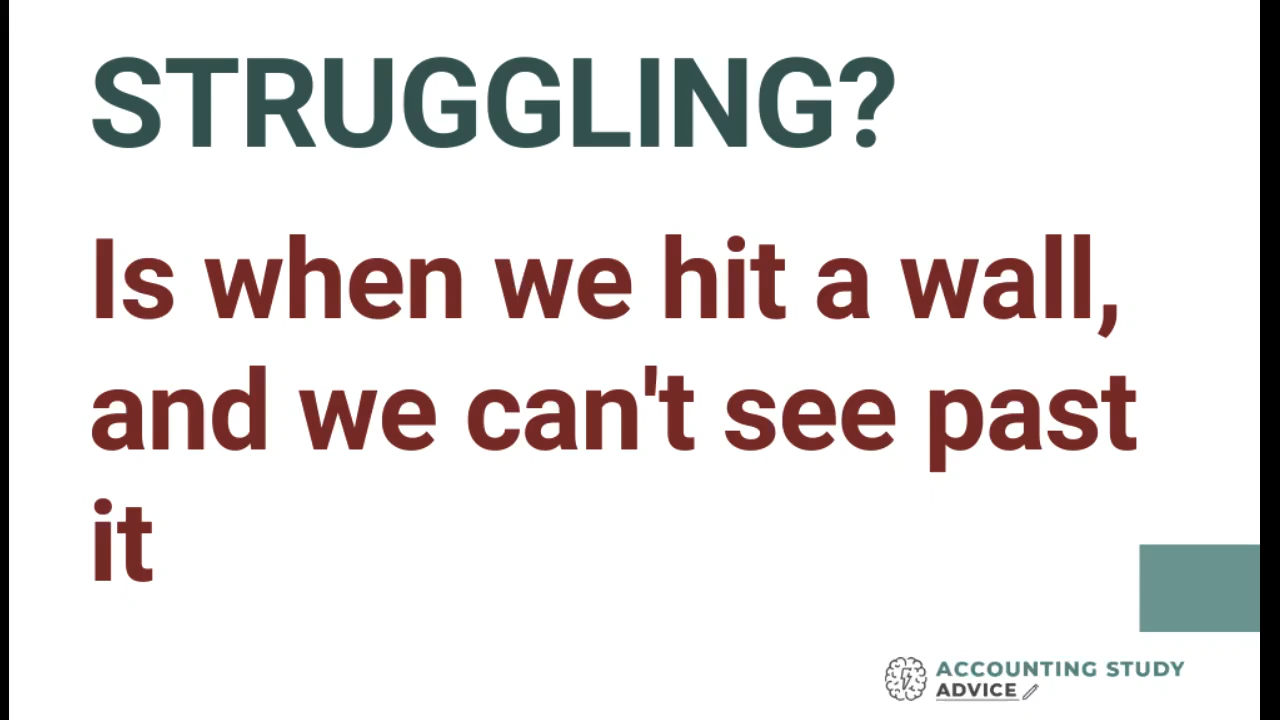 STRUGGLING?
Is when we hit a wall,
and we can't see past
it
ACCOUNTING STUDY
ADVICE